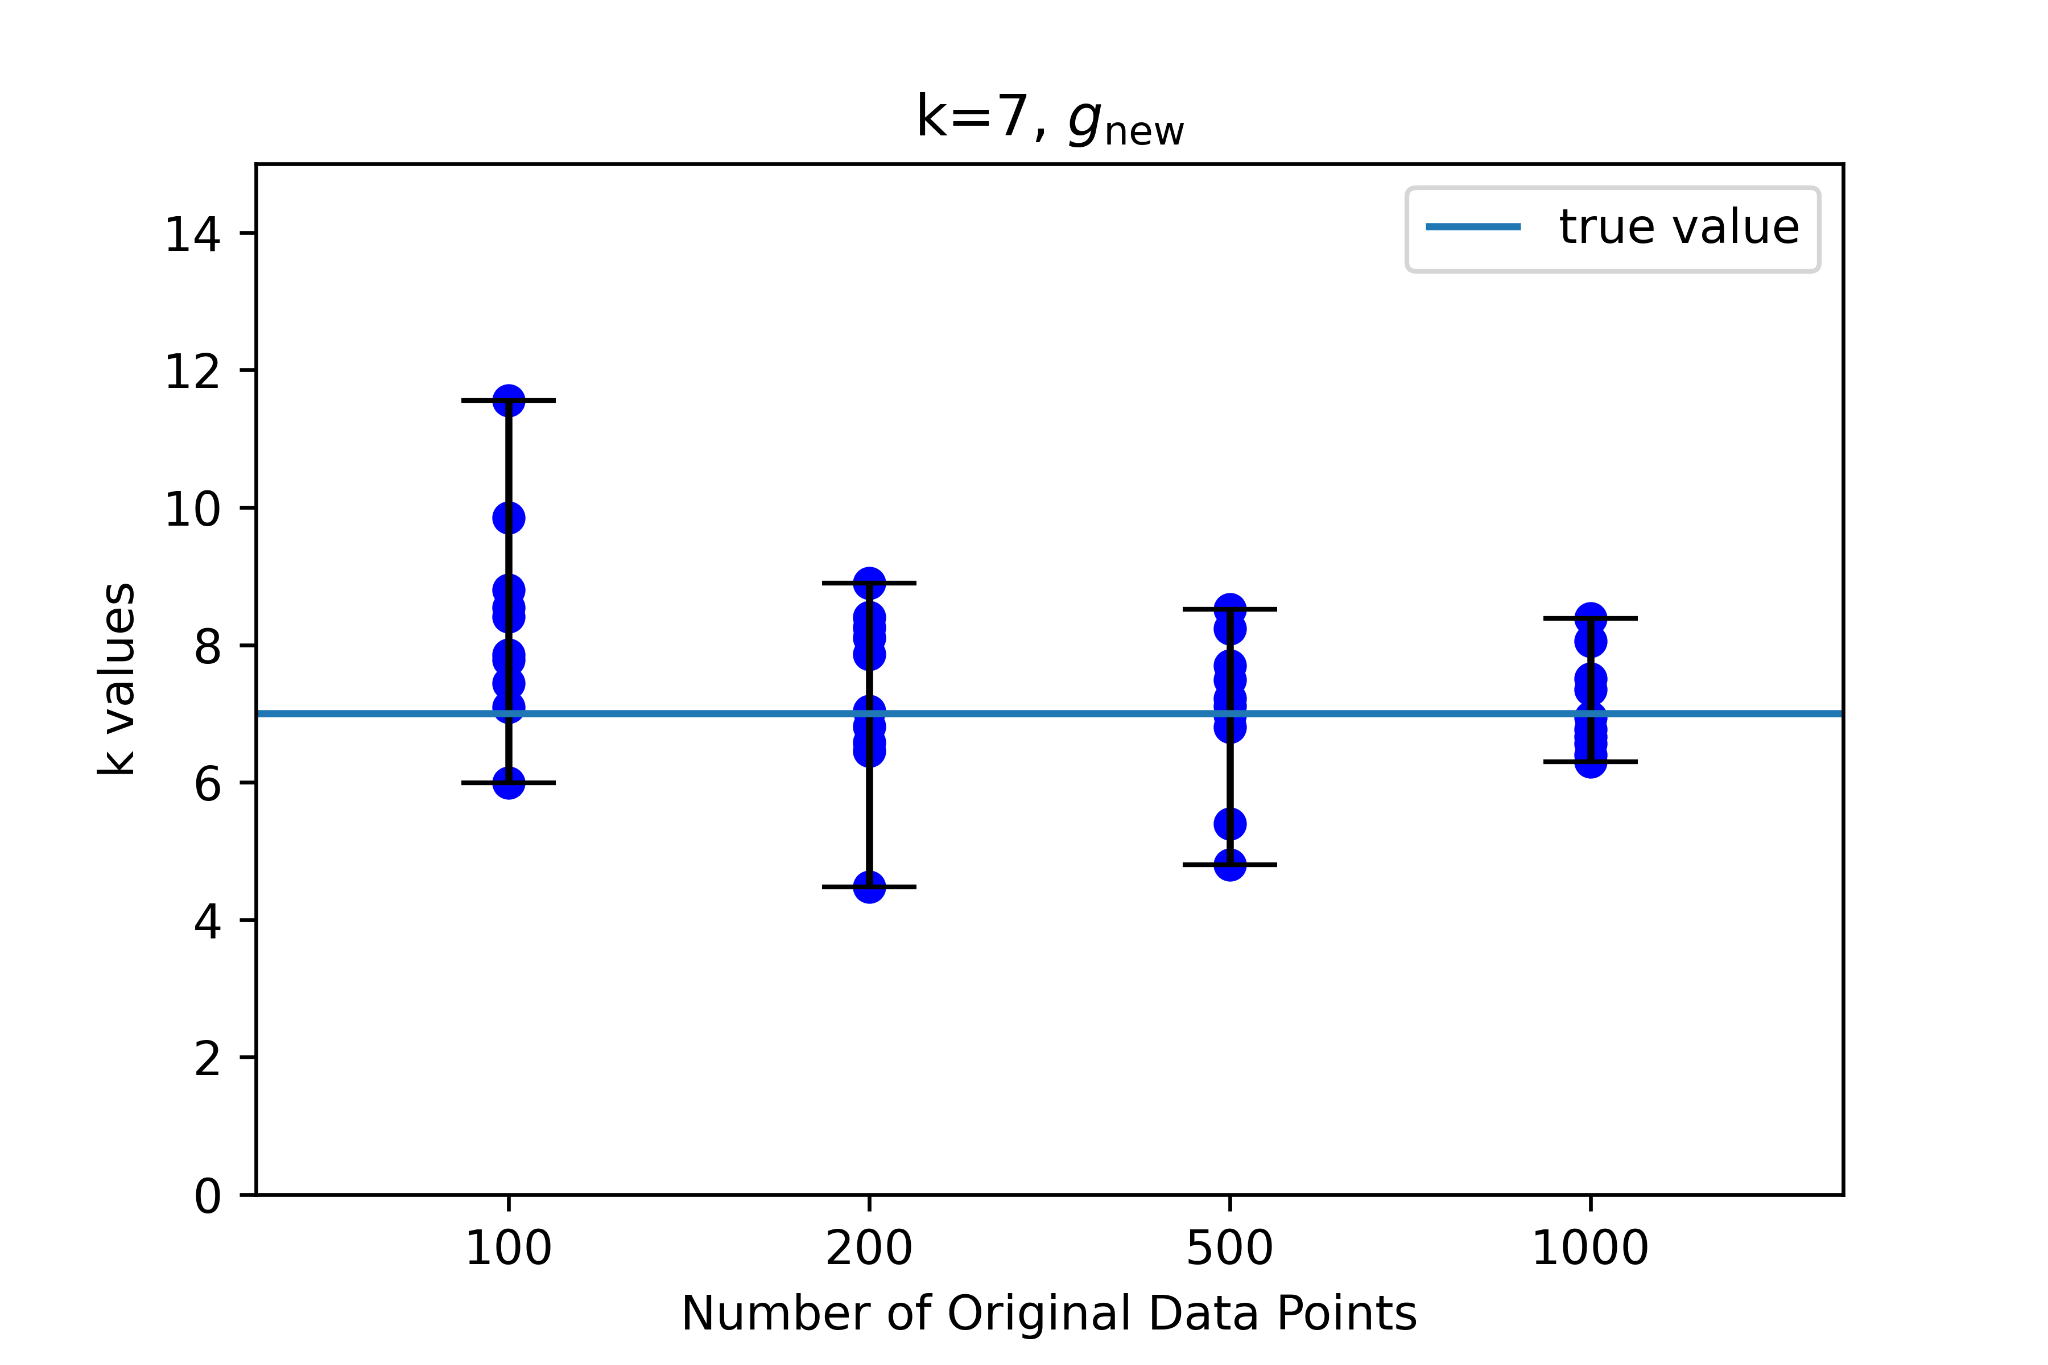 k=7, g_new
true value
14
12
10
8
6
4
2
0
k values
100 200 500 1000
Number of Original Data Points